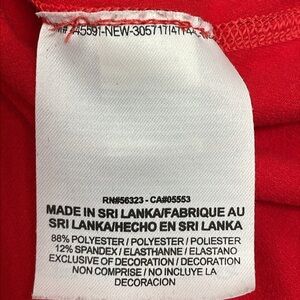 RN#56323 - CA#05553
MADE IN SRI LANKA/FABRIQUE AU
SRI LANKA/HECHO EN SRI LANKA
88% POLYESTER / POLYESTER / POLIESTER
12% SPANDEX / ELASTHANNE / ELASTANO
EXCLUSIVE OF DECORATION / DECORATION
NON COMPRISE / NO INCLUYE LA
DECORACION